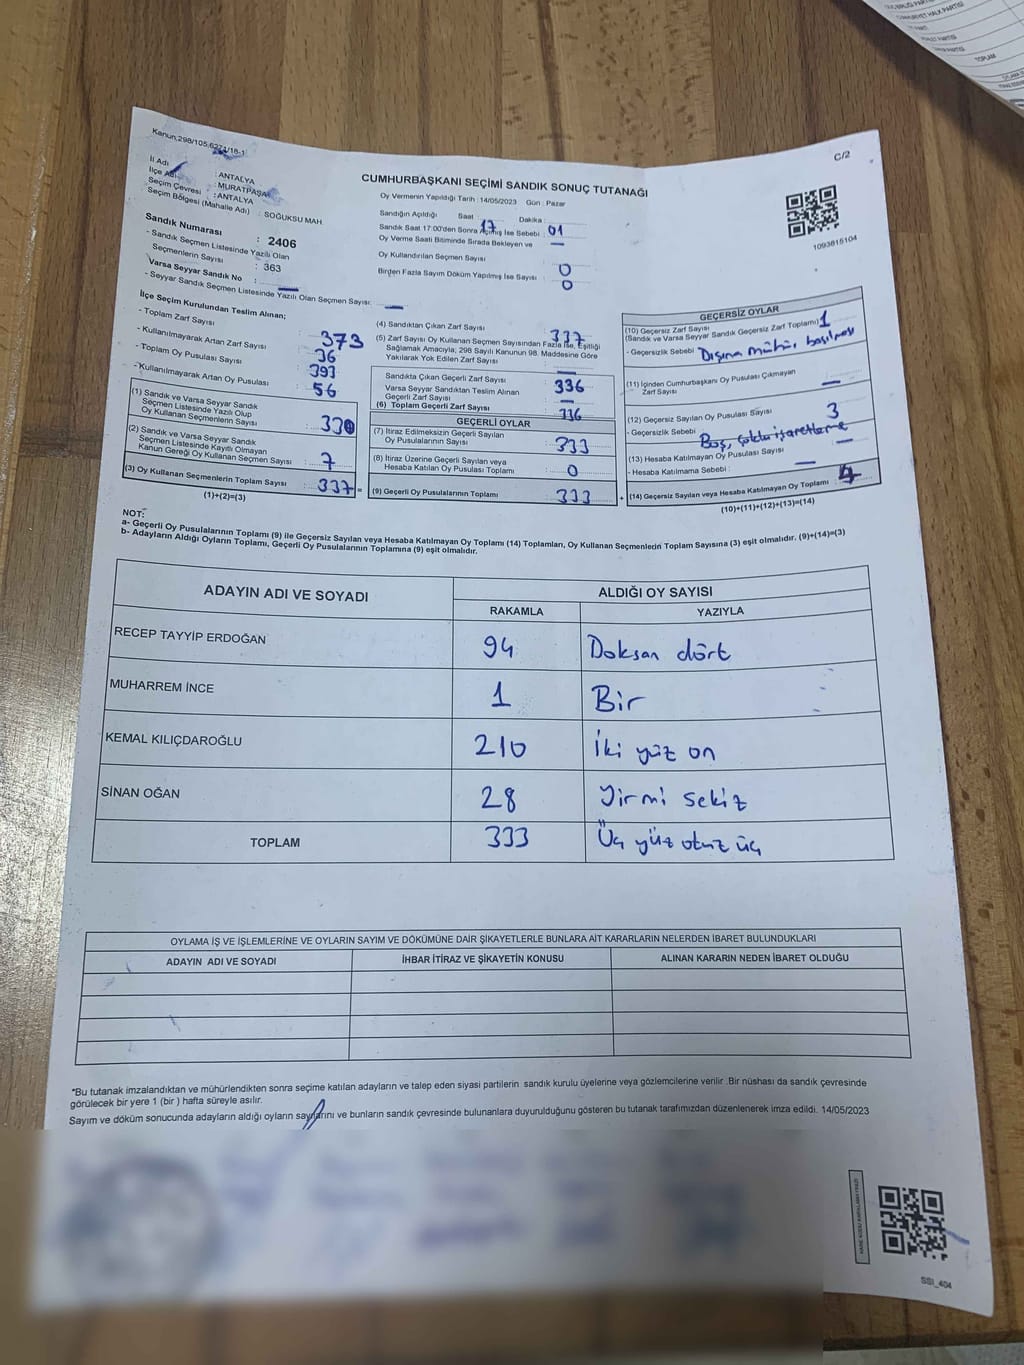 Kanun,298/105,6271/18-1
C/2
CUMHURBAŞKANI SEÇİMİ SANDIK SONUÇ TUTANAĞI
İl Adı : ANTALYA
İlçe Adı : MURATPAŞA
Seçim Çevresi : ANTALYA
Seçim Bölgesi (Mahalle Adı) : SOĞUKSU MAH.
Sandık Numarası : 2406
- Sandık Seçmen Listesinde Yazılı Olan
Seçmenlerin Sayısı : 363
Varsa Seyyar Sandık No : —
- Seyyar Sandık Seçmen Listesinde Yazılı Olan Seçmen Sayısı: —
Oy Vermenin Yapıldığı Tarih : 14/05/2023 Gün : Pazar
Sandığın Açıldığı Saat : 17 Dakika : 01
Sandık Saat 17:00'den Sonra Açılmış İse Sebebi : —
Oy Verme Saati Bitiminde Sırada Bekleyen ve
Oy Kullandırılan Seçmen Sayısı : 0
Birden Fazla Sayım Döküm Yapılmış İse Sayısı : 0
1093815104
İlçe Seçim Kurulundan Teslim Alınan;
- Toplam Zarf Sayısı : 373
- Kullanılmayarak Artan Zarf Sayısı : 36
- Toplam Oy Pusulası Sayısı : 393
- Kullanılmayarak Artan Oy Pusulası : 56
(1) Sandık ve Varsa Seyyar Sandık
Seçmen Listesinde Yazılı Olup
Oy Kullanan Seçmenlerin Sayısı : 330
(2) Sandık ve Varsa Seyyar Sandık
Seçmen Listesinde Kayıtlı Olmayan
Kanun Gereği Oy Kullanan Seçmen Sayısı : 7
(3) Oy Kullanan Seçmenlerin Toplam Sayısı : 337 =
(1)+(2)=(3)
(4) Sandıktan Çıkan Zarf Sayısı : 337
(5) Zarf Sayısı Oy Kullanan Seçmen Sayısından Fazla İse, Eşitliği
Sağlamak Amacıyla; 298 Sayılı Kanunun 98. Maddesine Göre
Yakılarak Yok Edilen Zarf Sayısı : —
Sandıkta Çıkan Geçerli Zarf Sayısı : 336
Varsa Seyyar Sandıktan Teslim Alınan
Geçerli Zarf Sayısı : —
(6) Toplam Geçerli Zarf Sayısı : 336
GEÇERLİ OYLAR
(7) İtiraz Edilmeksizin Geçerli Sayılan
Oy Pusulalarının Sayısı : 333
(8) İtiraz Üzerine Geçerli Sayılan veya
Hesaba Katılan Oy Pusulası Toplamı : 0
(9) Geçerli Oy Pusulalarının Toplamı : 333 +
GEÇERSİZ OYLAR
(10) Geçersiz Zarf Sayısı
(Sandık ve Varsa Seyyar Sandık Geçersiz Zarf Toplamı) 1
- Geçersizlik Sebebi : Dışına mühür basılması
(11) İçinden Cumhurbaşkanı Oy Pusulası Çıkmayan
Zarf Sayısı : —
(12) Geçersiz Sayılan Oy Pusulası Sayısı : 3
- Geçersizlik Sebebi : Boş, çoklu işaretleme
(13) Hesaba Katılmayan Oy Pusulası Sayısı : —
- Hesaba Katılmama Sebebi : —
(14) Geçersiz Sayılan veya Hesaba Katılmayan Oy Toplamı : 4
(10)+(11)+(12)+(13)=(14)
NOT:
a- Geçerli Oy Pusulalarının Toplamı (9) ile Geçersiz Sayılan veya Hesaba Katılmayan Oy Toplamı (14) Toplamları, Oy Kullanan Seçmenlerin Toplam Sayısına (3) eşit olmalıdır. (9)+(14)=(3)
b- Adayların Aldığı Oyların Toplamı, Geçerli Oy Pusulalarının Toplamına (9) eşit olmalıdır.
ADAYIN ADI VE SOYADI ALDIĞI OY SAYISI
RAKAMLA YAZIYLA
RECEP TAYYİP ERDOĞAN 94 Doksan dört
MUHARREM İNCE 1 Bir
KEMAL KILIÇDAROĞLU 210 İki yüz on
SİNAN OĞAN 28 Yirmi sekiz
TOPLAM 333 Üç yüz otuz üç
OYLAMA İŞ VE İŞLEMLERİNE VE OYLARIN SAYIM VE DÖKÜMÜNE DAİR ŞİKAYETLERLE BUNLARA AİT KARARLARIN NELERDEN İBARET BULUNDUKLARI
ADAYIN ADI VE SOYADI İHBAR İTİRAZ VE ŞİKAYETİN KONUSU ALINAN KARARIN NEDEN İBARET OLDUĞU
*Bu tutanak imzalandıktan ve mühürlendikten sonra seçime katılan adayların ve talep eden siyasi partilerin sandık kurulu üyelerine veya gözlemcilerine verilir. Bir nüshası da sandık çevresinde
görülecek bir yere 1 (bir ) hafta süreyle asılır.
Sayım ve döküm sonucunda adayların aldığı oyların sayılarını ve bunların sandık çevresinde bulunanlara duyurulduğunu gösteren bu tutanak tarafımızdan düzenlenerek imza edildi. 14/05/2023
SSI_404
CUMHURİYET HALK PARTİSİ
TOPLAM